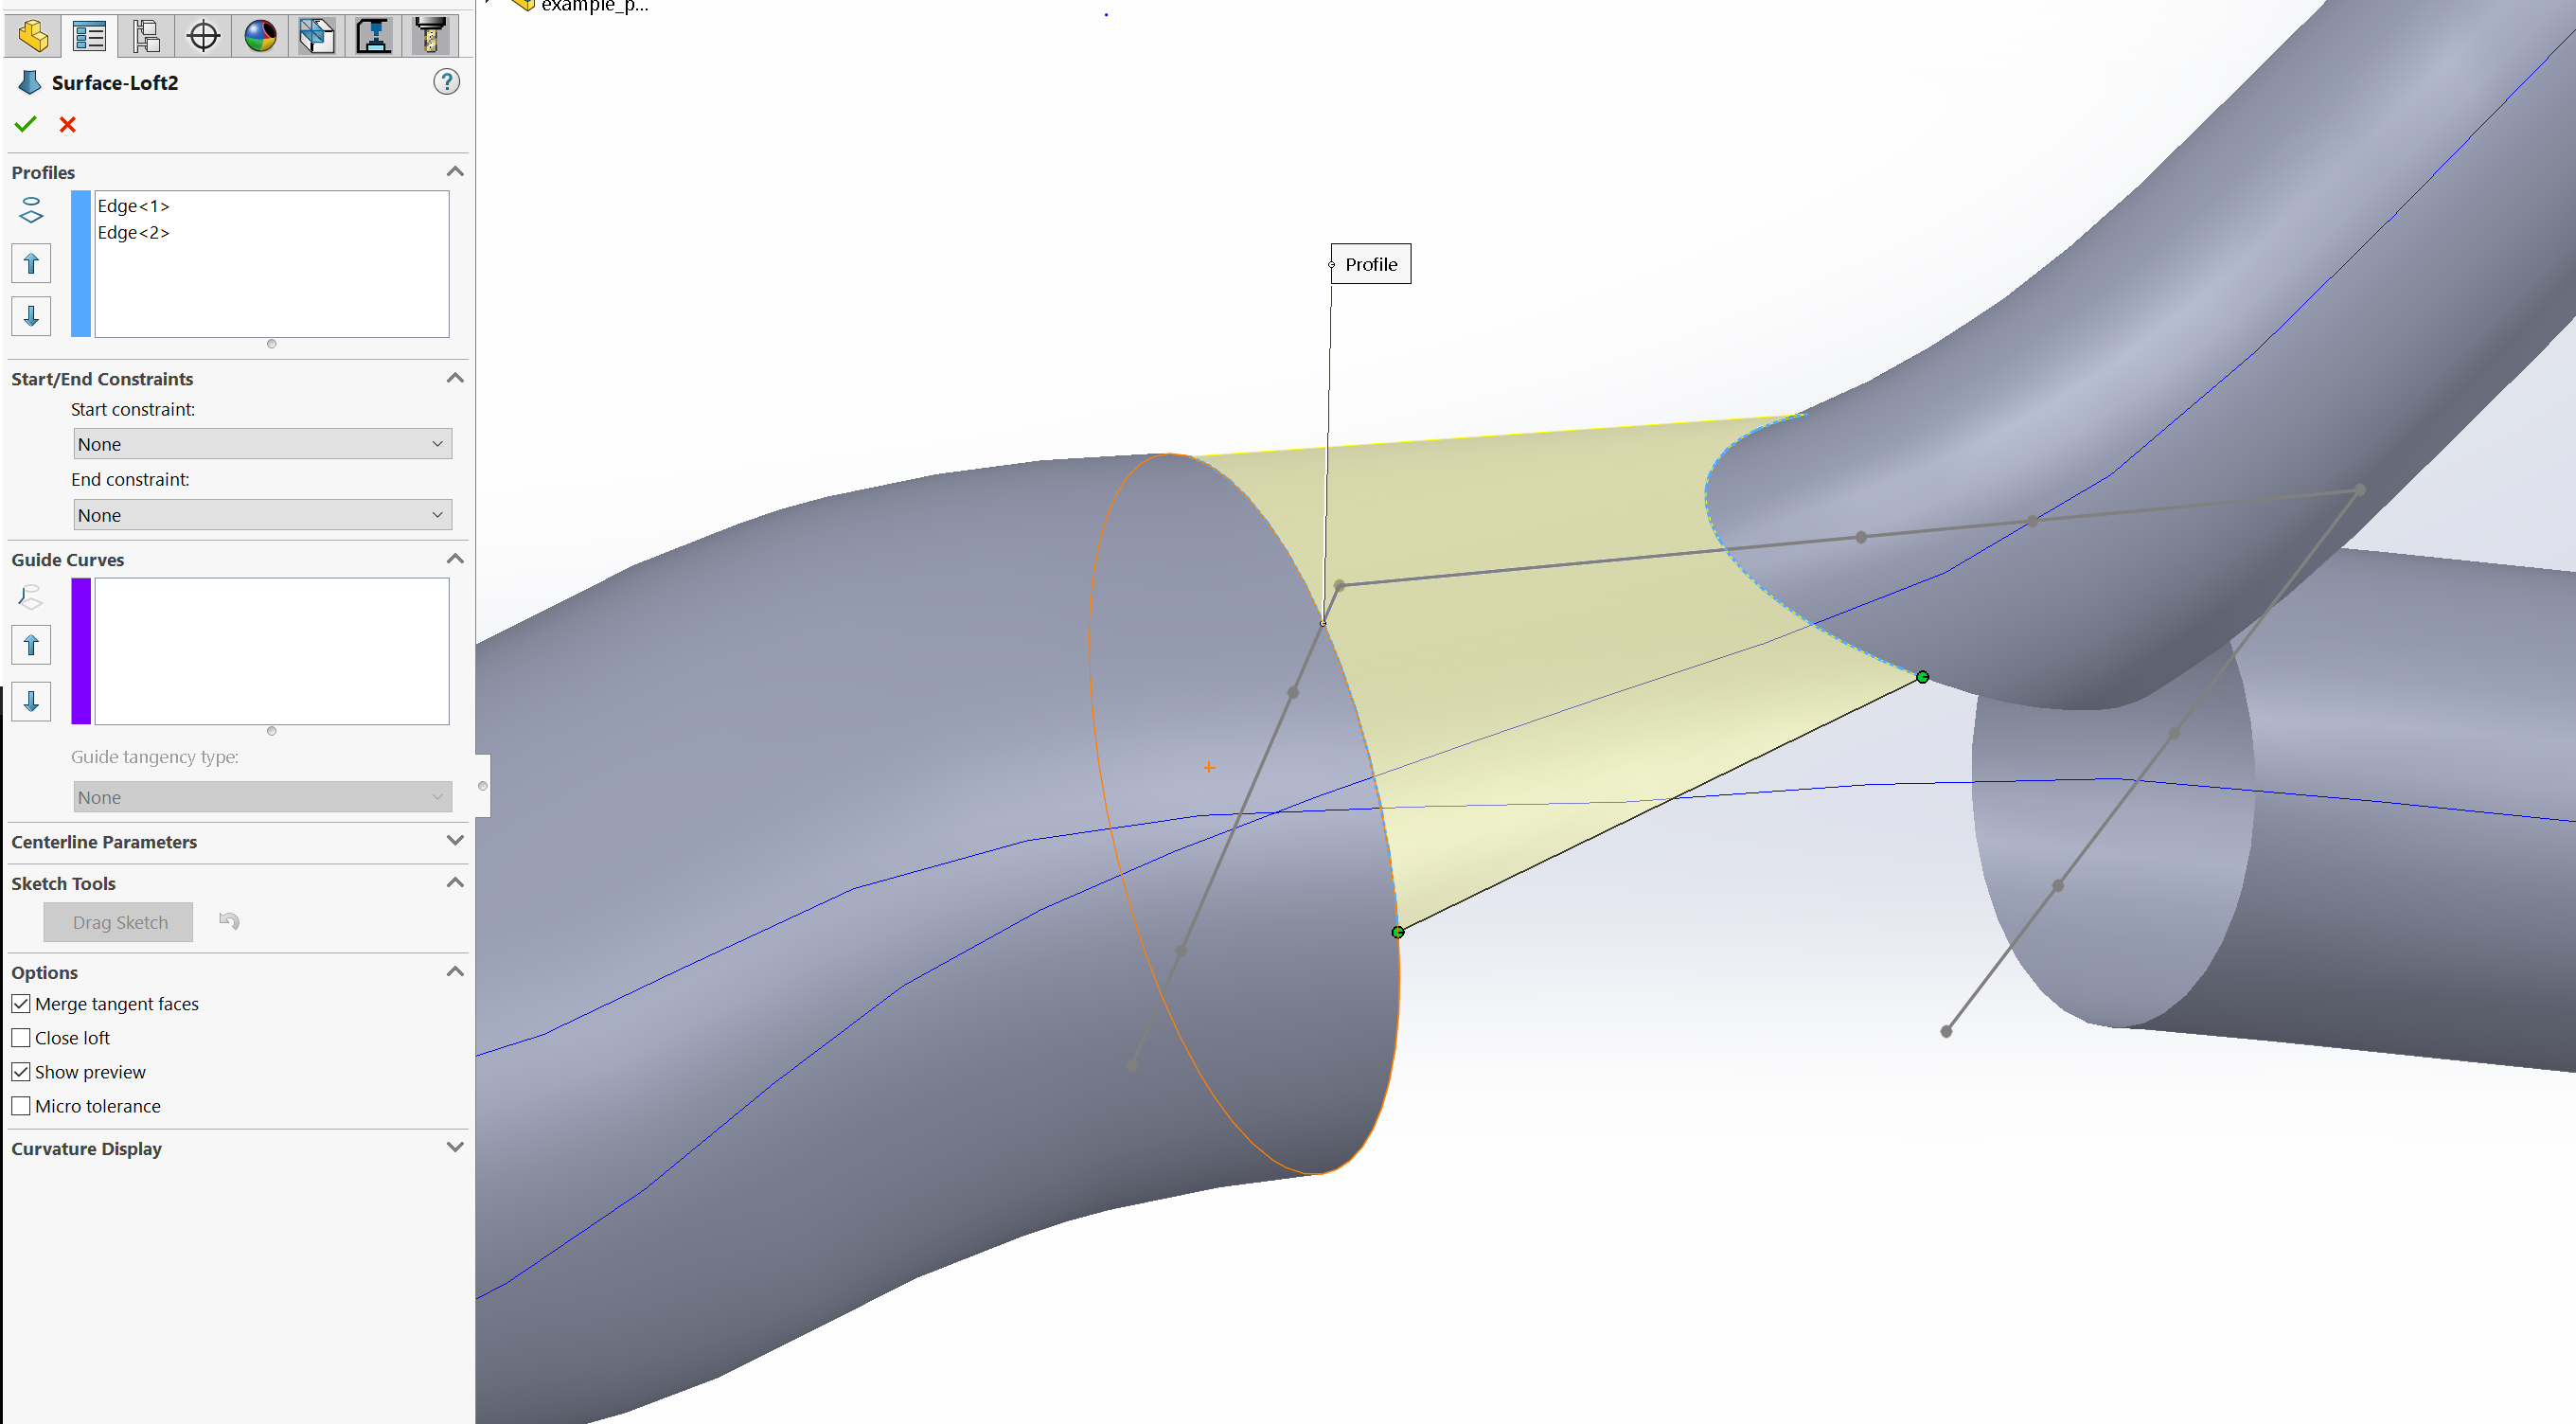 example_p...
Surface-Loft2
?
Profiles
Edge<1>
Edge<2>
Profile
Start/End Constraints
Start constraint:
None
End constraint:
None
Guide Curves
Guide tangency type:
None
Centerline Parameters
Sketch Tools
Drag Sketch
Options
Merge tangent faces
Close loft
Show preview
Micro tolerance
Curvature Display